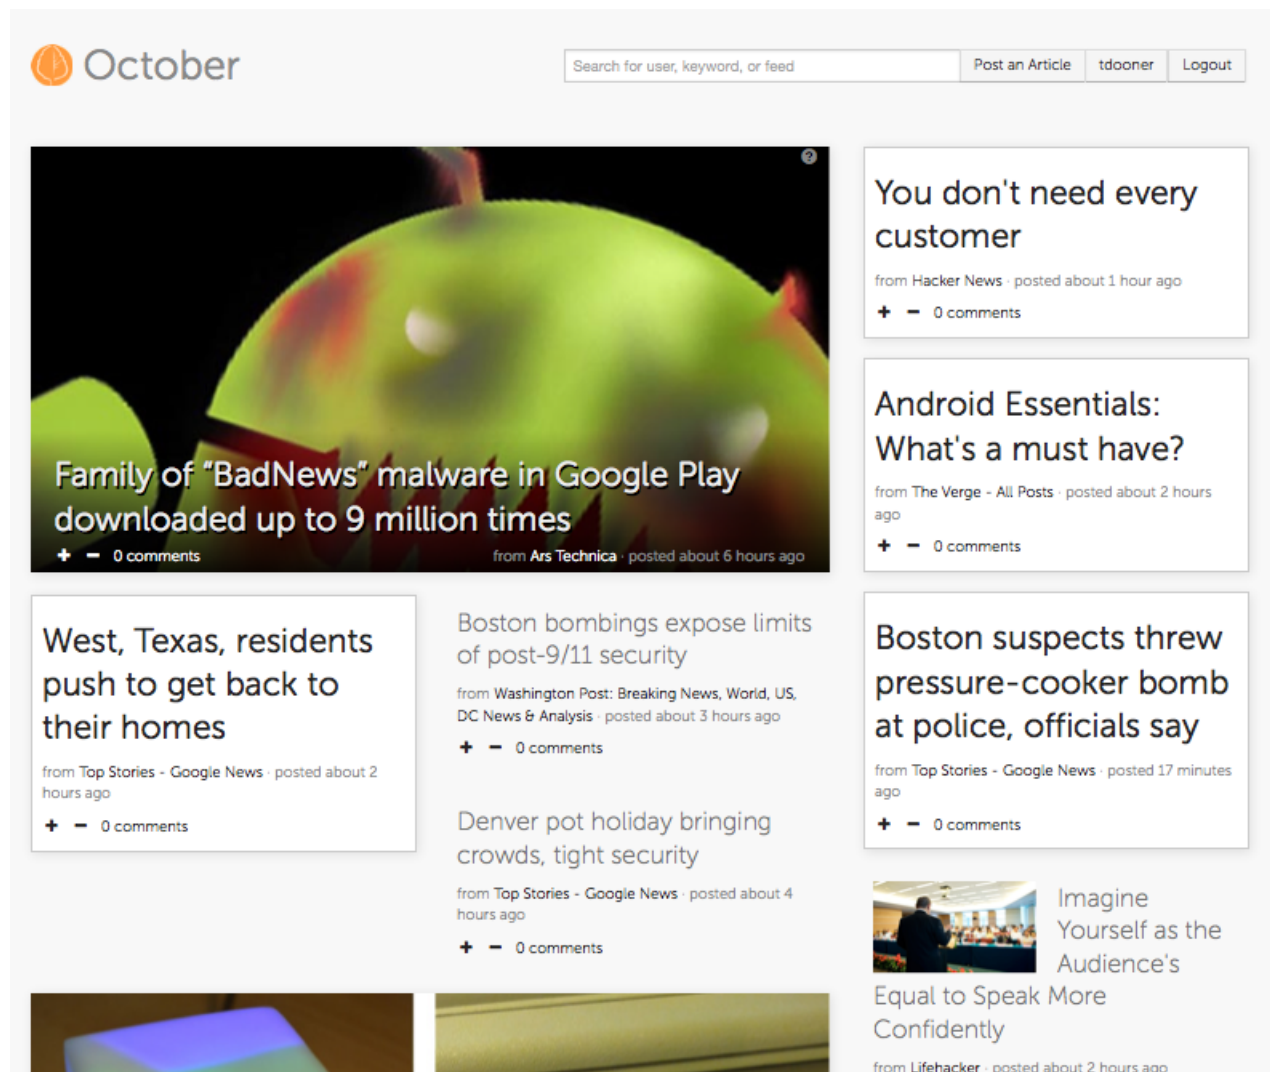 October
Search for user, keyword, or feed
Post an Article
tdooner
Logout
Family of “BadNews” malware in Google Play
downloaded up to 9 million times
+ − 0 comments
from Ars Technica · posted about 6 hours ago
You don't need every
customer
from Hacker News · posted about 1 hour ago
+ − 0 comments
Android Essentials:
What's a must have?
from The Verge - All Posts · posted about 2 hours
ago
+ − 0 comments
West, Texas, residents
push to get back to
their homes
from Top Stories - Google News · posted about 2
hours ago
+ − 0 comments
Boston bombings expose limits
of post-9/11 security
from Washington Post: Breaking News, World, US,
DC News & Analysis · posted about 3 hours ago
+ − 0 comments
Denver pot holiday bringing
crowds, tight security
from Top Stories - Google News · posted about 4
hours ago
+ − 0 comments
Boston suspects threw
pressure-cooker bomb
at police, officials say
from Top Stories - Google News · posted 17 minutes
ago
+ − 0 comments
Imagine
Yourself as the
Audience's
Equal to Speak More
Confidently
from Lifehacker · posted about 2 hours ago